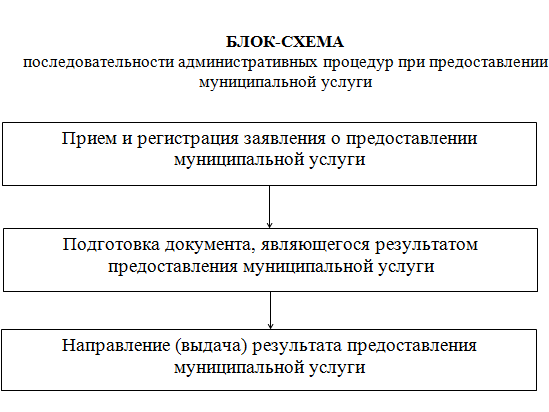 БЛОК-СХЕМА
последовательности административных процедур при предоставлении
муниципальной услуги
Прием и регистрация заявления о предоставлении
муниципальной услуги
Подготовка документа, являющегося результатом
предоставления муниципальной услуги
Направление (выдача) результата предоставления
муниципальной услуги